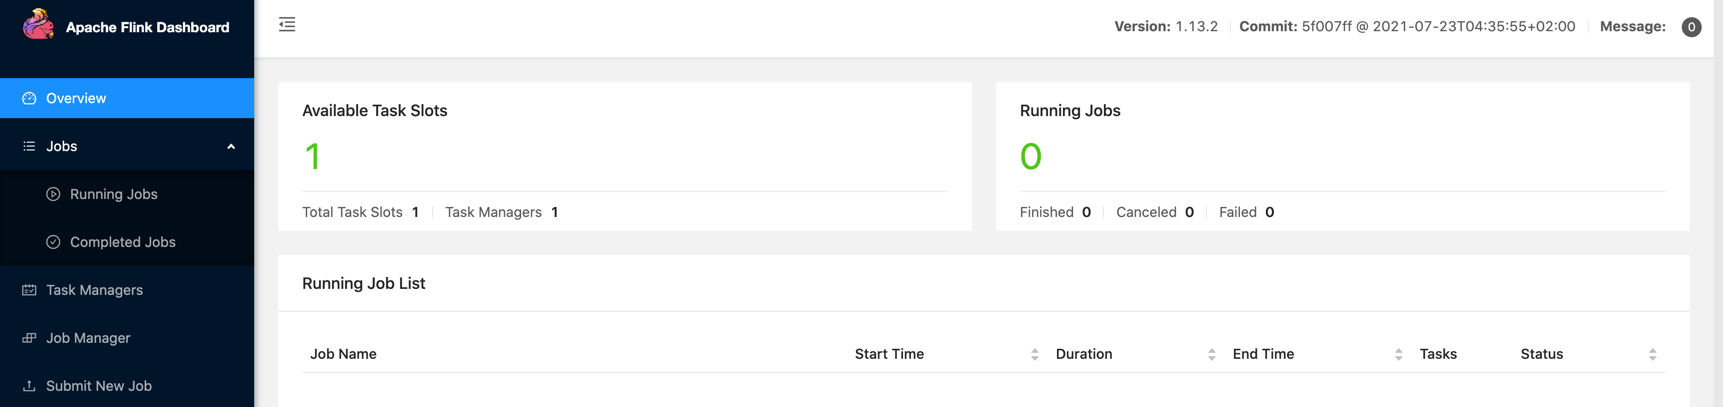 Apache Flink Dashboard
Version: 1.13.2 Commit: 5f007ff @ 2021-07-23T04:35:55+02:00 Message: 0
Overview
Jobs
Running Jobs
Completed Jobs
Task Managers
Job Manager
Submit New Job
Available Task Slots
1
Total Task Slots 1 Task Managers 1
Running Jobs
0
Finished 0 Canceled 0 Failed 0
Running Job List
Job Name Start Time Duration End Time Tasks Status